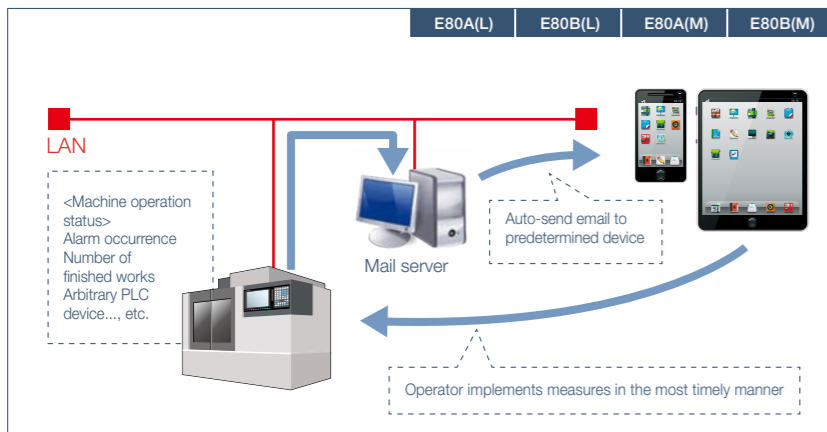 E80A(L) E80B(L) E80A(M) E80B(M)
LAN
<Machine operation
status>
Alarm occurrence
Number of
finished works
Arbitrary PLC
device..., etc.
Mail server
Auto-send email to
predetermined device
Operator implements measures in the most timely manner